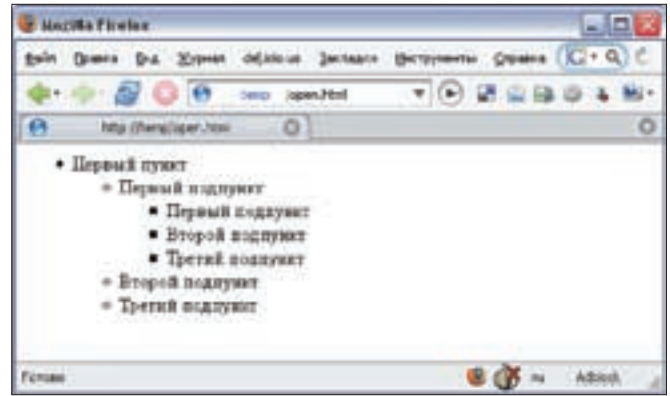 Mozilla Firefox
Файл Правка Вид Журнал del.icio.us Закладки Инструменты Справка
open.html
Первый пункт
Первый подпункт
Первый подпункт
Второй подпункт
Третий подпункт
Второй подпункт
Третий подпункт
Готово Adblock